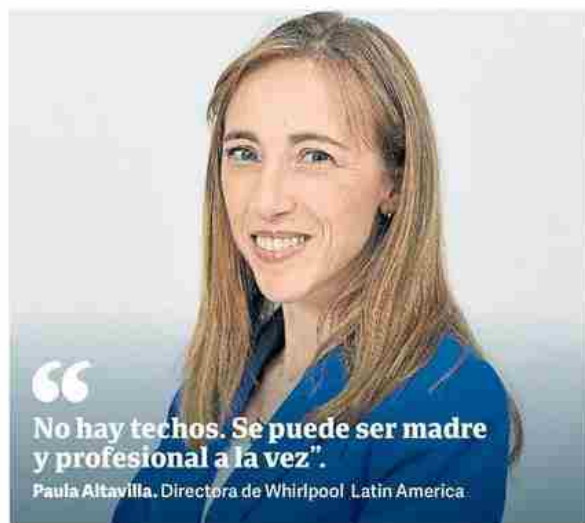 “
No hay techos. Se puede ser madre
y profesional a la vez”.
Paula Altavilla. Directora de Whirlpool Latin America